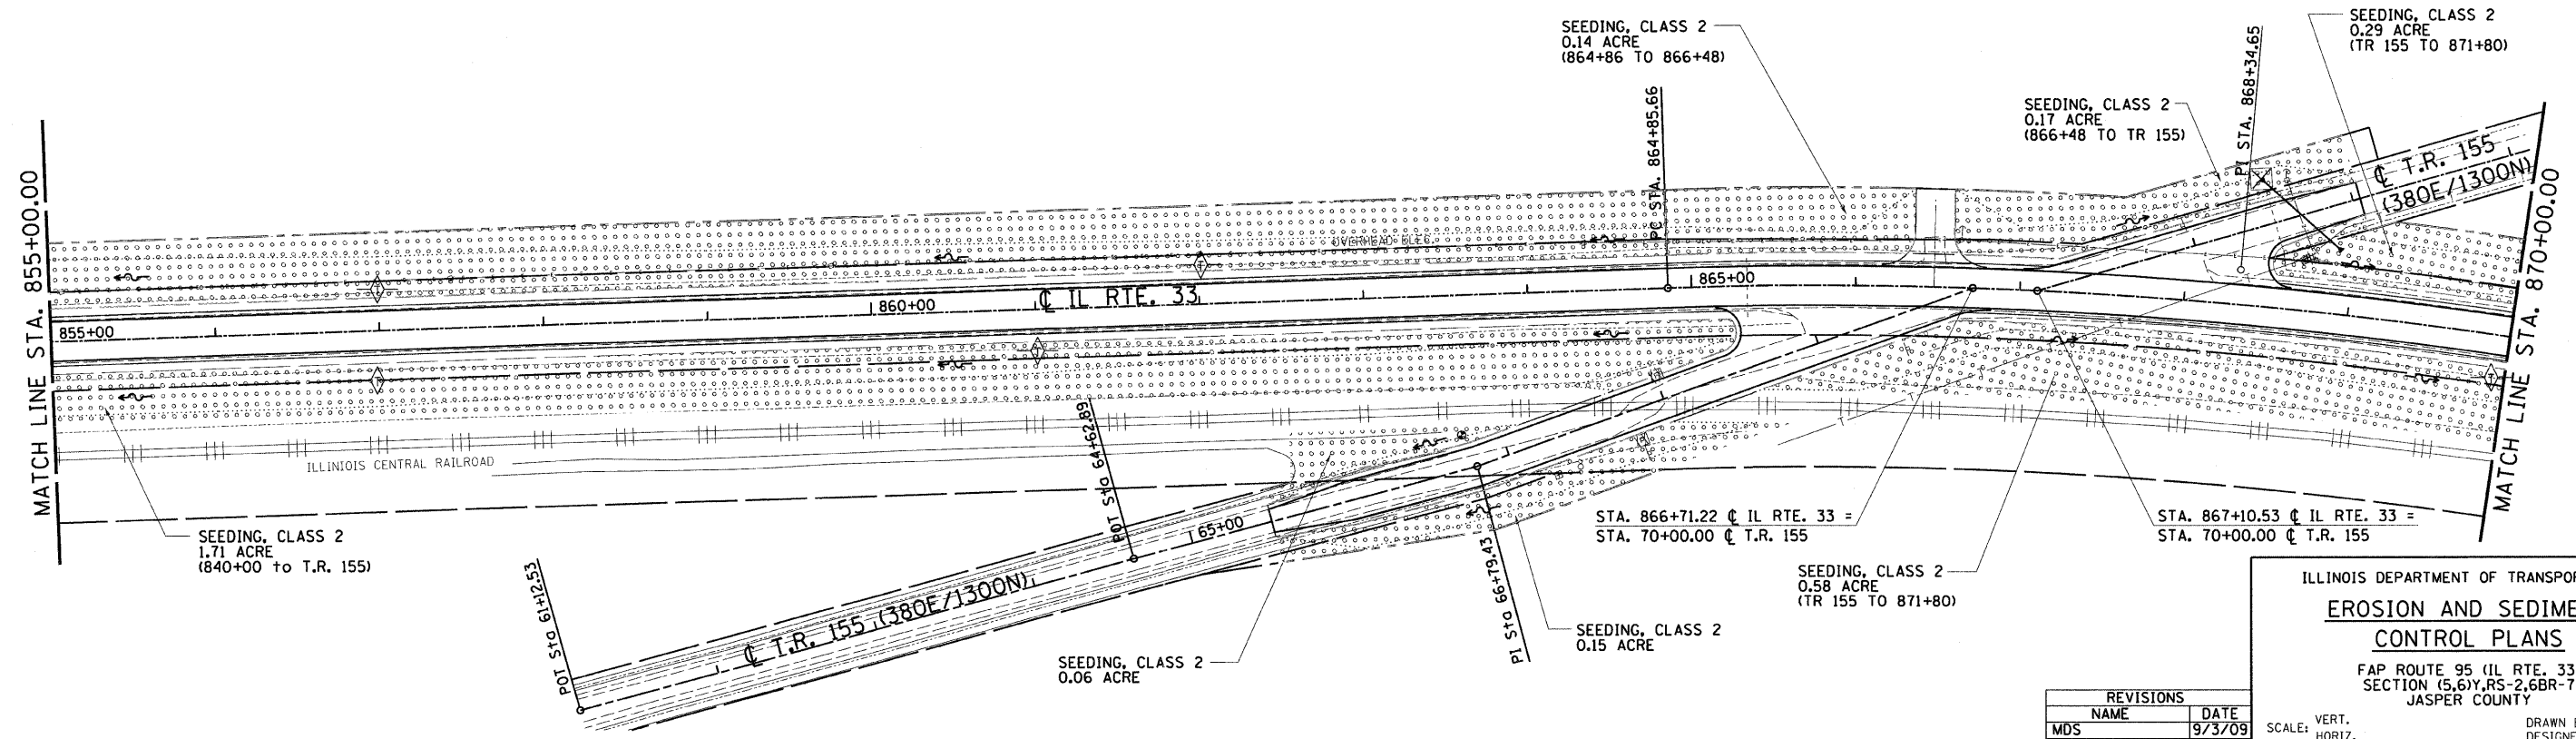 SEEDING, CLASS 2
0.14 ACRE
(864+86 TO 866+48)
SEEDING, CLASS 2
0.29 ACRE
(TR 155 TO 871+80)
SEEDING, CLASS 2
0.17 ACRE
(866+48 TO TR 155)
PI STA. 868+34.65
PC STA. 864+85.66
MATCH LINE STA. 855+00.00
℄ T.R. 155
(380E/1300N)
MATCH LINE STA. 870+00.00
OVERHEAD ELEC
855+00
860+00
℄ IL RTE. 33
865+00
ILLINIOIS CENTRAL RAILROAD
SEEDING, CLASS 2
1.71 ACRE
(840+00 to T.R. 155)
POT Sta 64+62.89
65+00
POT Sta 61+12.53
℄ T.R. 155 (380E/1300N)
SEEDING, CLASS 2
0.06 ACRE
PI Sta 66+79.43
SEEDING, CLASS 2
0.15 ACRE
STA. 866+71.22 ℄ IL RTE. 33 =
STA. 70+00.00 ℄ T.R. 155
STA. 867+10.53 ℄ IL RTE. 33 =
STA. 70+00.00 ℄ T.R. 155
SEEDING, CLASS 2
0.58 ACRE
(TR 155 TO 871+80)
ILLINOIS DEPARTMENT OF TRANSPOR
EROSION AND SEDIME
CONTROL PLANS
FAP ROUTE 95 (IL RTE. 33
SECTION (5,6)Y,RS-2,6BR-7
JASPER COUNTY
REVISIONS
NAME DATE
MDS 9/3/09
SCALE: VERT.
HORIZ.
DRAWN B
DESIGNE